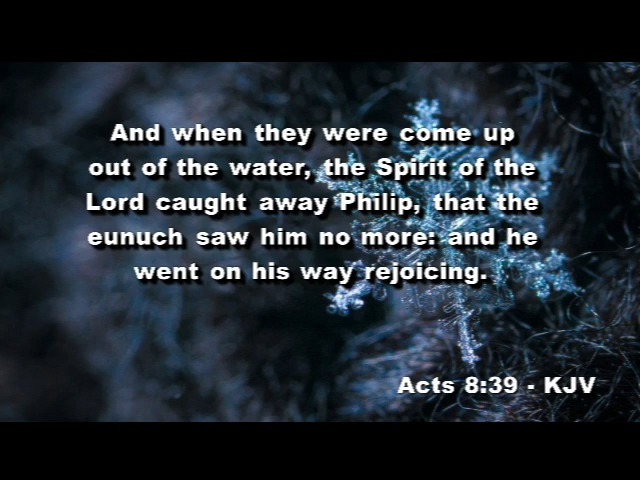 And when they were come up
out of the water, the Spirit of the
Lord caught away Philip, that the
eunuch saw him no more: and he
went on his way rejoicing.
Acts 8:39 - KJV